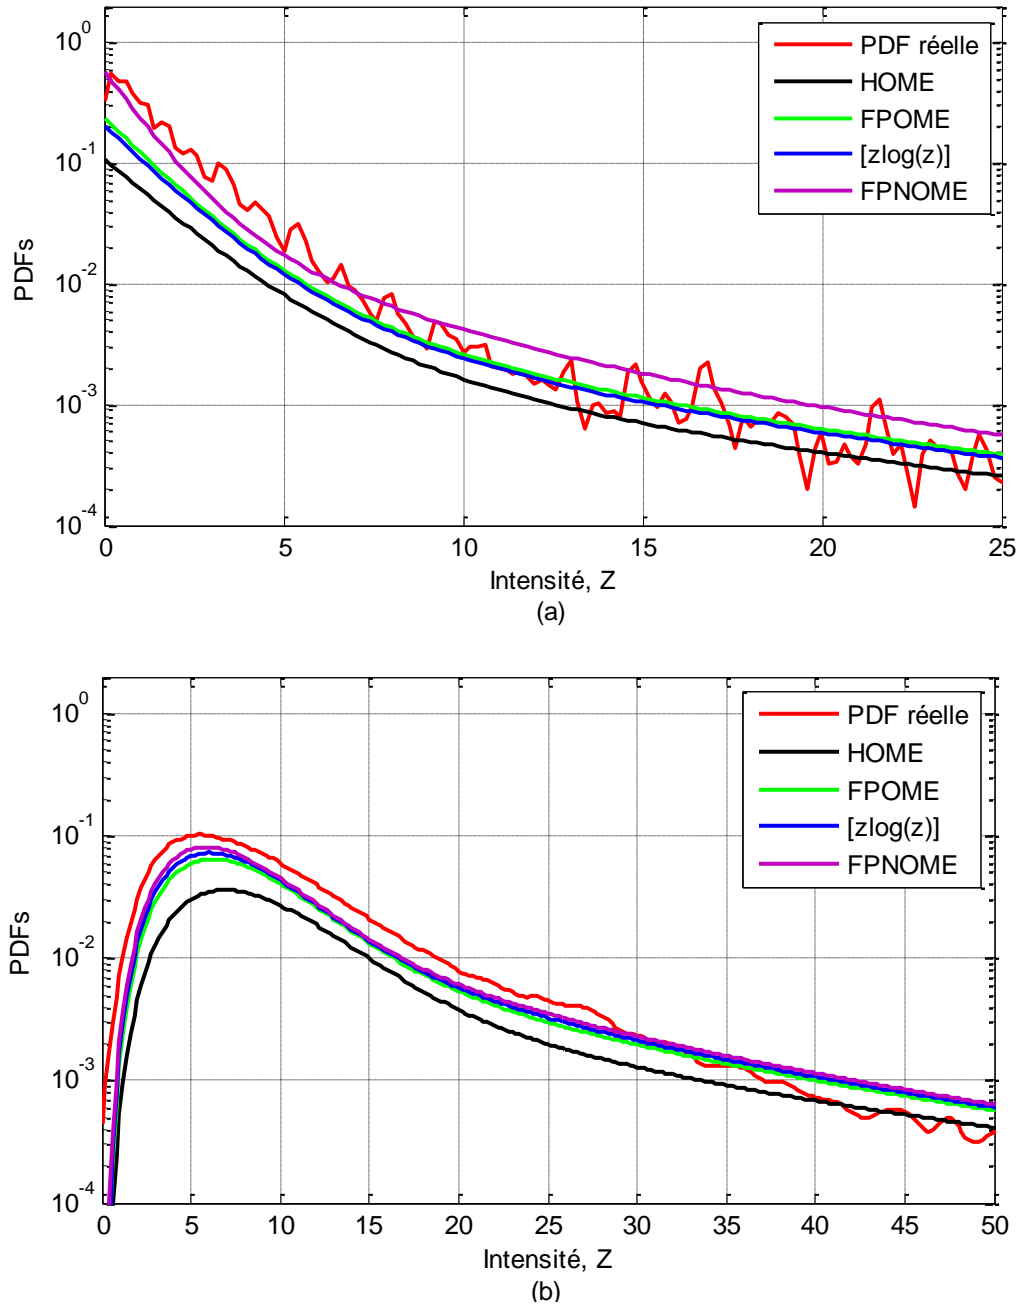 10^0
10^-1
10^-2
10^-3
10^-4
PDFs
PDF réelle
HOME
FPOME
[zlog(z)]
FPNOME
0 5 10 15 20 25
Intensité, Z
(a)
10^0
10^-1
10^-2
10^-3
10^-4
PDFs
PDF réelle
HOME
FPOME
[zlog(z)]
FPNOME
0 5 10 15 20 25 30 35 40 45 50
Intensité, Z
(b)